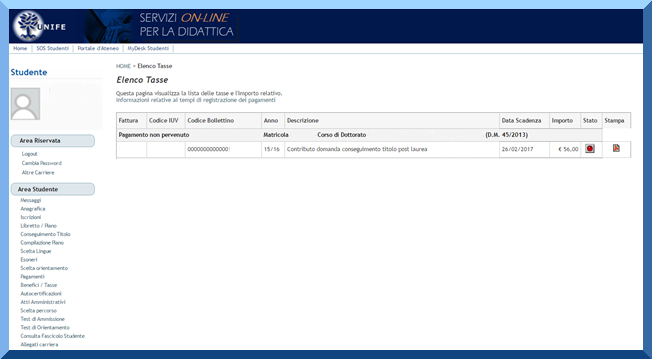 UNIFE
SERVIZI ON-LINE
PER LA DIDATTICA
Home SOS Studenti Portale d'Ateneo MyDesk Studenti
Studente
Area Riservata
Logout
Cambia Password
Altre Carriere
Area Studente
Messaggi
Anagrafica
Iscrizioni
Libretto / Piano
Conseguimento Titolo
Compilazione Piano
Scelta Lingue
Esoneri
Scelta orientamento
Pagamenti
Benefici / Tasse
Autocertificazioni
Atti Amministrativi
Scelta percorso
Test di Ammissione
Test di Orientamento
Consulta Fascicolo Studente
Allegati carriera
HOME » Elenco Tasse
Elenco Tasse
Questa pagina visualizza la lista delle tasse e l'importo relativo.
Informazioni relative ai tempi di registrazione dei pagamenti
Fattura Codice IUV Codice Bollettino Anno Descrizione Data Scadenza Importo Stato Stampa
Pagamento non pervenuto Matricola Corso di Dottorato (D.M. 45/2013)
15/16 Contributo domanda conseguimento titolo post laurea 26/02/2017 € 56,00